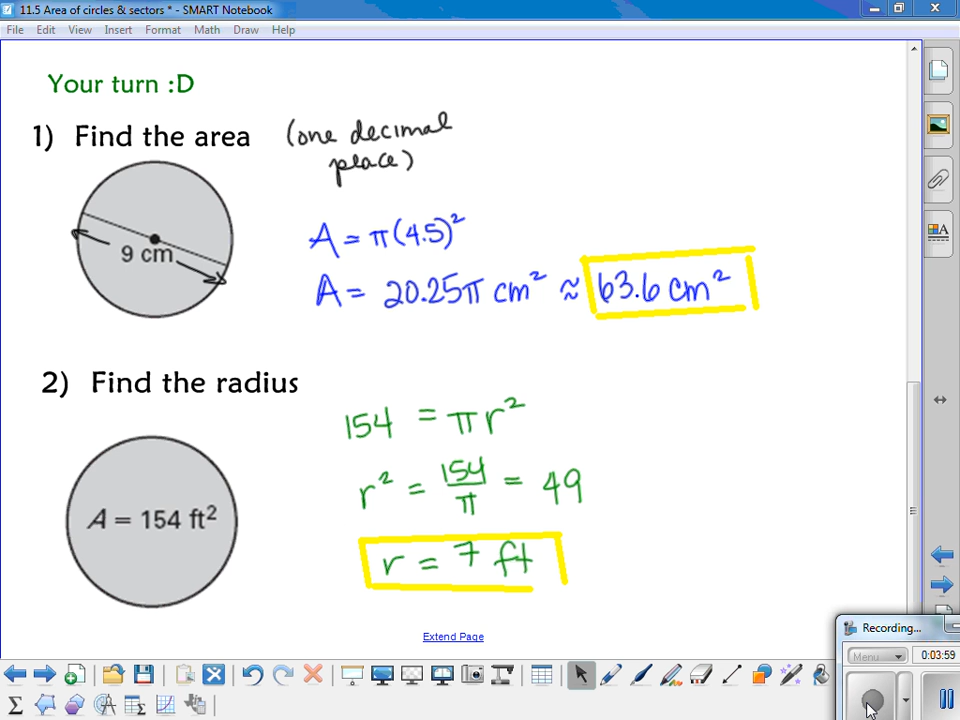 11.5 Area of circles & sectors * - SMART Notebook
File Edit View Insert Format Math Draw Help
Your turn :D
1) Find the area (one decimal place)
9 cm
A = π(4.5)²
A = 20.25π cm² ≈ 63.6 cm²
2) Find the radius
A = 154 ft²
154 = πr²
r² = 154/π = 49
r = 7 ft
Extend Page
Recording...
Menu
0:03:59